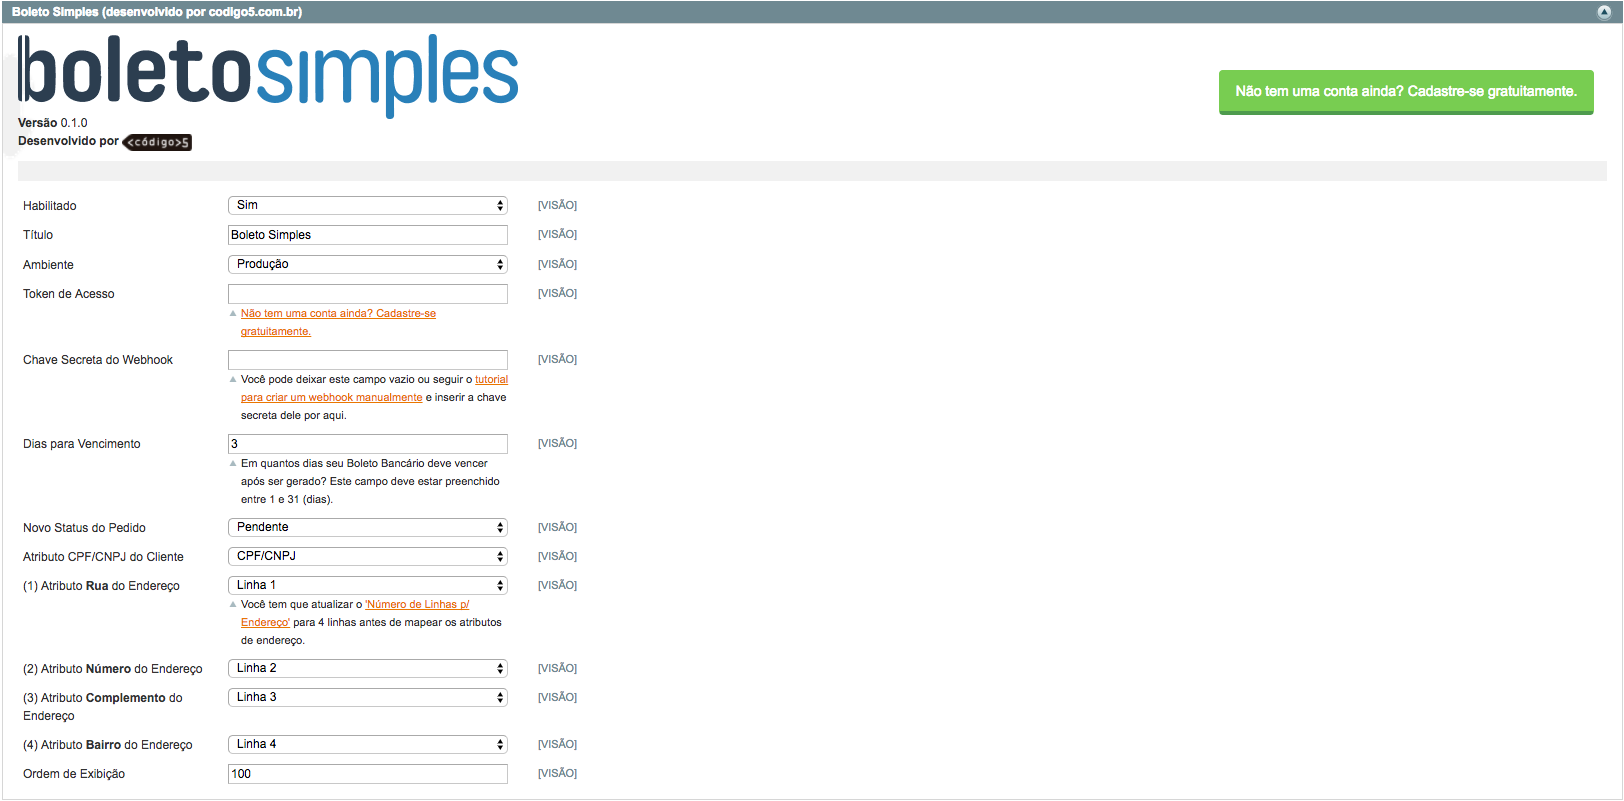 Boleto Simples (desenvolvido por codigo5.com.br)
boletosimples
Não tem uma conta ainda? Cadastre-se gratuitamente.
Versão 0.1.0
Desenvolvido por <código>5
Habilitado Sim [VISÃO]
Título Boleto Simples [VISÃO]
Ambiente Produção [VISÃO]
Token de Acesso [VISÃO]
Não tem uma conta ainda? Cadastre-se
gratuitamente.
Chave Secreta do Webhook [VISÃO]
Você pode deixar este campo vazio ou seguir o tutorial
para criar um webhook manualmente e inserir a chave
secreta dele por aqui.
Dias para Vencimento 3 [VISÃO]
Em quantos dias seu Boleto Bancário deve vencer
após ser gerado? Este campo deve estar preenchido
entre 1 e 31 (dias).
Novo Status do Pedido Pendente [VISÃO]
Atributo CPF/CNPJ do Cliente CPF/CNPJ [VISÃO]
(1) Atributo Rua do Endereço Linha 1 [VISÃO]
Você tem que atualizar o 'Número de Linhas p/
Endereço' para 4 linhas antes de mapear os atributos
de endereço.
(2) Atributo Número do Endereço Linha 2 [VISÃO]
(3) Atributo Complemento do Linha 3 [VISÃO]
Endereço
(4) Atributo Bairro do Endereço Linha 4 [VISÃO]
Ordem de Exibição 100 [VISÃO]